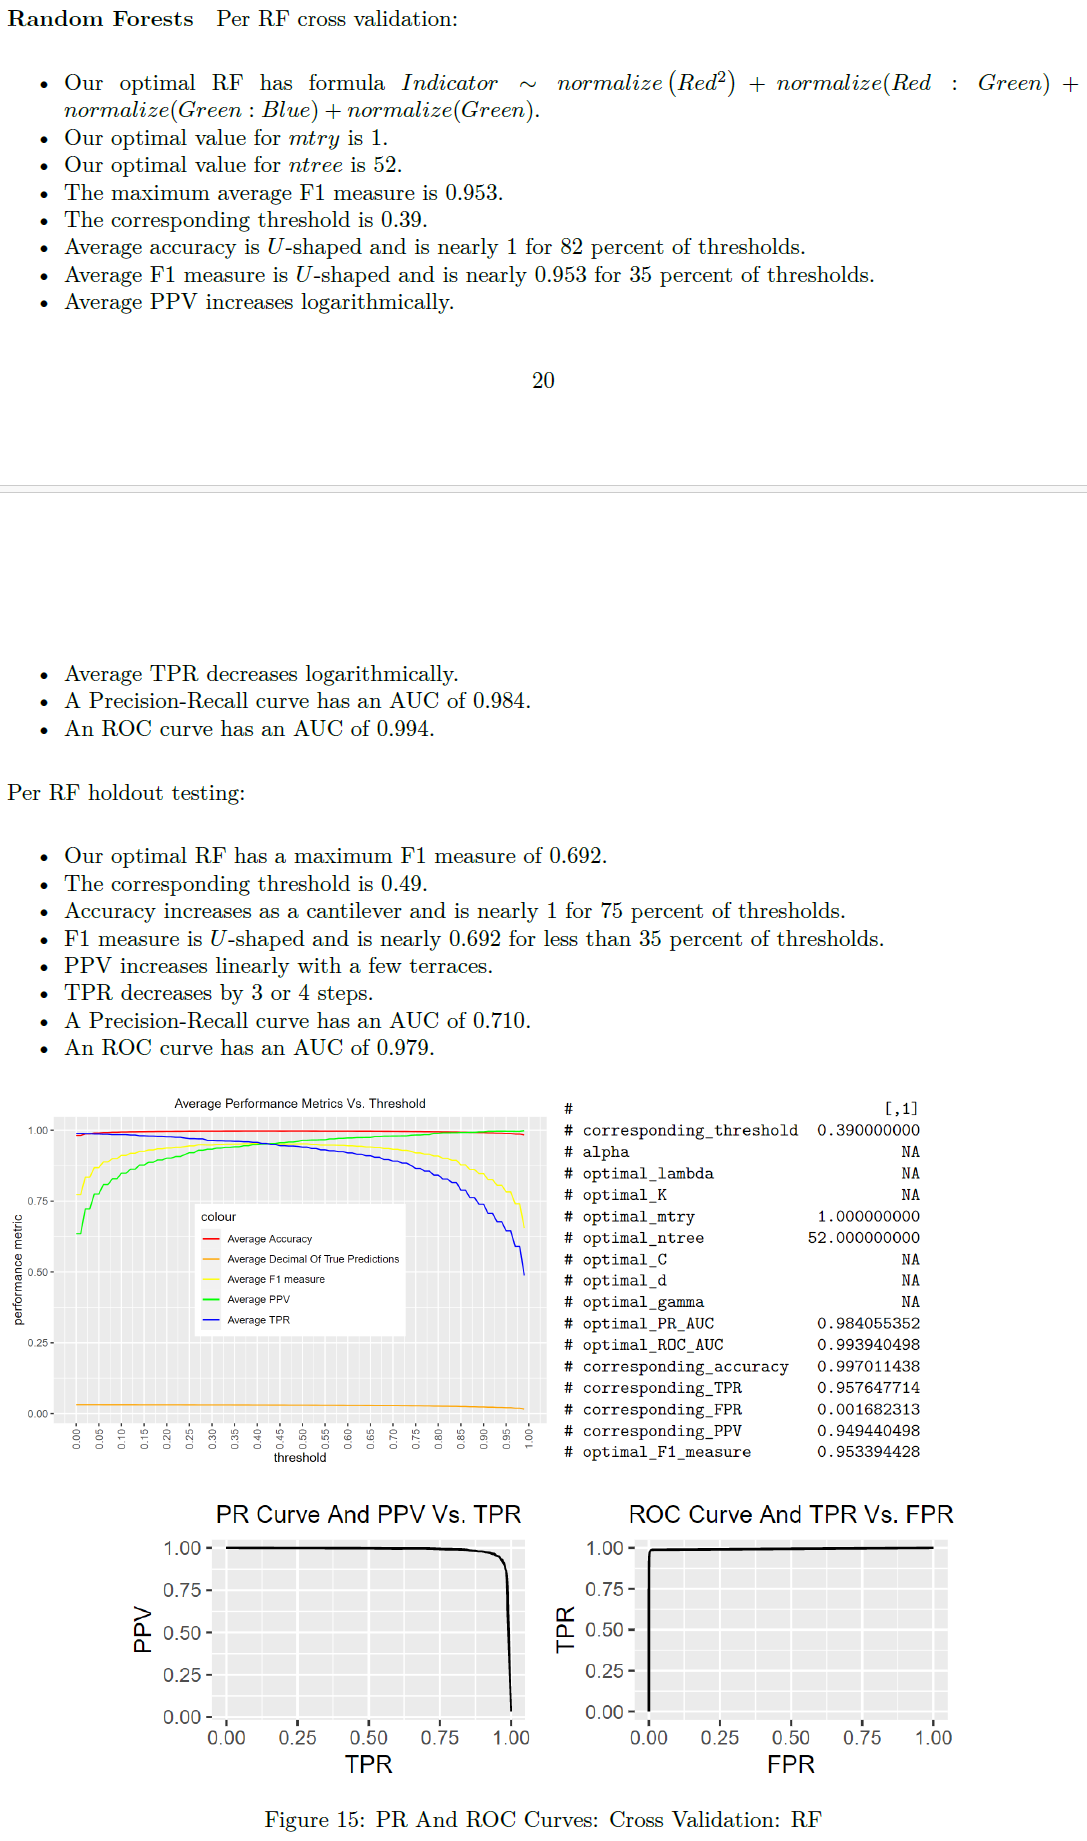 Random Forests Per RF cross validation:
• Our optimal RF has formula Indicator ∼ normalize (Red²) + normalize(Red : Green) +
normalize(Green : Blue) + normalize(Green).
• Our optimal value for mtry is 1.
• Our optimal value for ntree is 52.
• The maximum average F1 measure is 0.953.
• The corresponding threshold is 0.39.
• Average accuracy is U-shaped and is nearly 1 for 82 percent of thresholds.
• Average F1 measure is U-shaped and is nearly 0.953 for 35 percent of thresholds.
• Average PPV increases logarithmically.
20
• Average TPR decreases logarithmically.
• A Precision-Recall curve has an AUC of 0.984.
• An ROC curve has an AUC of 0.994.
Per RF holdout testing:
• Our optimal RF has a maximum F1 measure of 0.692.
• The corresponding threshold is 0.49.
• Accuracy increases as a cantilever and is nearly 1 for 75 percent of thresholds.
• F1 measure is U-shaped and is nearly 0.692 for less than 35 percent of thresholds.
• PPV increases linearly with a few terraces.
• TPR decreases by 3 or 4 steps.
• A Precision-Recall curve has an AUC of 0.710.
• An ROC curve has an AUC of 0.979.
Average Performance Metrics Vs. Threshold
performance metric
1.00
0.75
0.50
0.25
0.00
colour
Average Accuracy
Average Decimal Of True Predictions
Average F1 measure
Average PPV
Average TPR
0.00 0.05 0.10 0.15 0.20 0.25 0.30 0.35 0.40 0.45 0.50 0.55 0.60 0.65 0.70 0.75 0.80 0.85 0.90 0.95 1.00
threshold
# [,1]
# corresponding_threshold 0.390000000
# alpha NA
# optimal_lambda NA
# optimal_K NA
# optimal_mtry 1.000000000
# optimal_ntree 52.000000000
# optimal_C NA
# optimal_d NA
# optimal_gamma NA
# optimal_PR_AUC 0.984055352
# optimal_ROC_AUC 0.993940498
# corresponding_accuracy 0.997011438
# corresponding_TPR 0.957647714
# corresponding_FPR 0.001682313
# corresponding_PPV 0.949440498
# optimal_F1_measure 0.953394428
PR Curve And PPV Vs. TPR
PPV
1.00
0.75
0.50
0.25
0.00
0.00 0.25 0.50 0.75 1.00
TPR
ROC Curve And TPR Vs. FPR
TPR
1.00
0.75
0.50
0.25
0.00
0.00 0.25 0.50 0.75 1.00
FPR
Figure 15: PR And ROC Curves: Cross Validation: RF